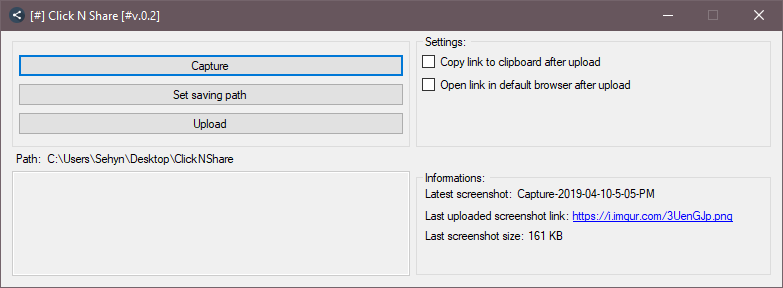 [#] Click N Share [#v.0.2]
Capture
Set saving path
Upload
Settings:
Copy link to clipboard after upload
Open link in default browser after upload
Path: C:\Users\Sehyn\Desktop\ClickNShare
Informations:
Latest screenshot: Capture-2019-04-10-5-05-PM
Last uploaded screenshot link: https://i.imgur.com/3UenGJp.png
Last screenshot size: 161 KB